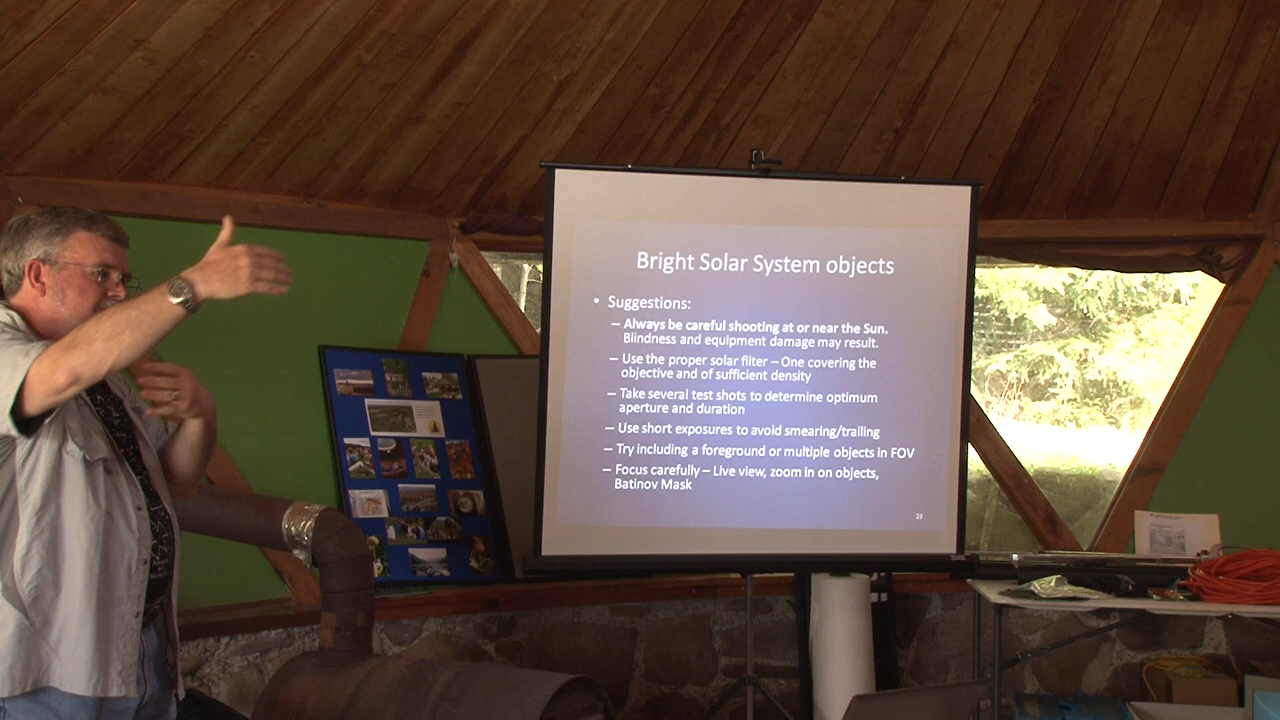 Bright Solar System objects
• Suggestions:
– Always be careful shooting at or near the Sun.
Blindness and equipment damage may result.
– Use the proper solar filter – One covering the
objective and of sufficient density
– Take several test shots to determine optimum
aperture and duration
– Use short exposures to avoid smearing/trailing
– Try including a foreground or multiple objects in FOV
– Focus carefully – Live view, zoom in on objects,
Batinov Mask
23